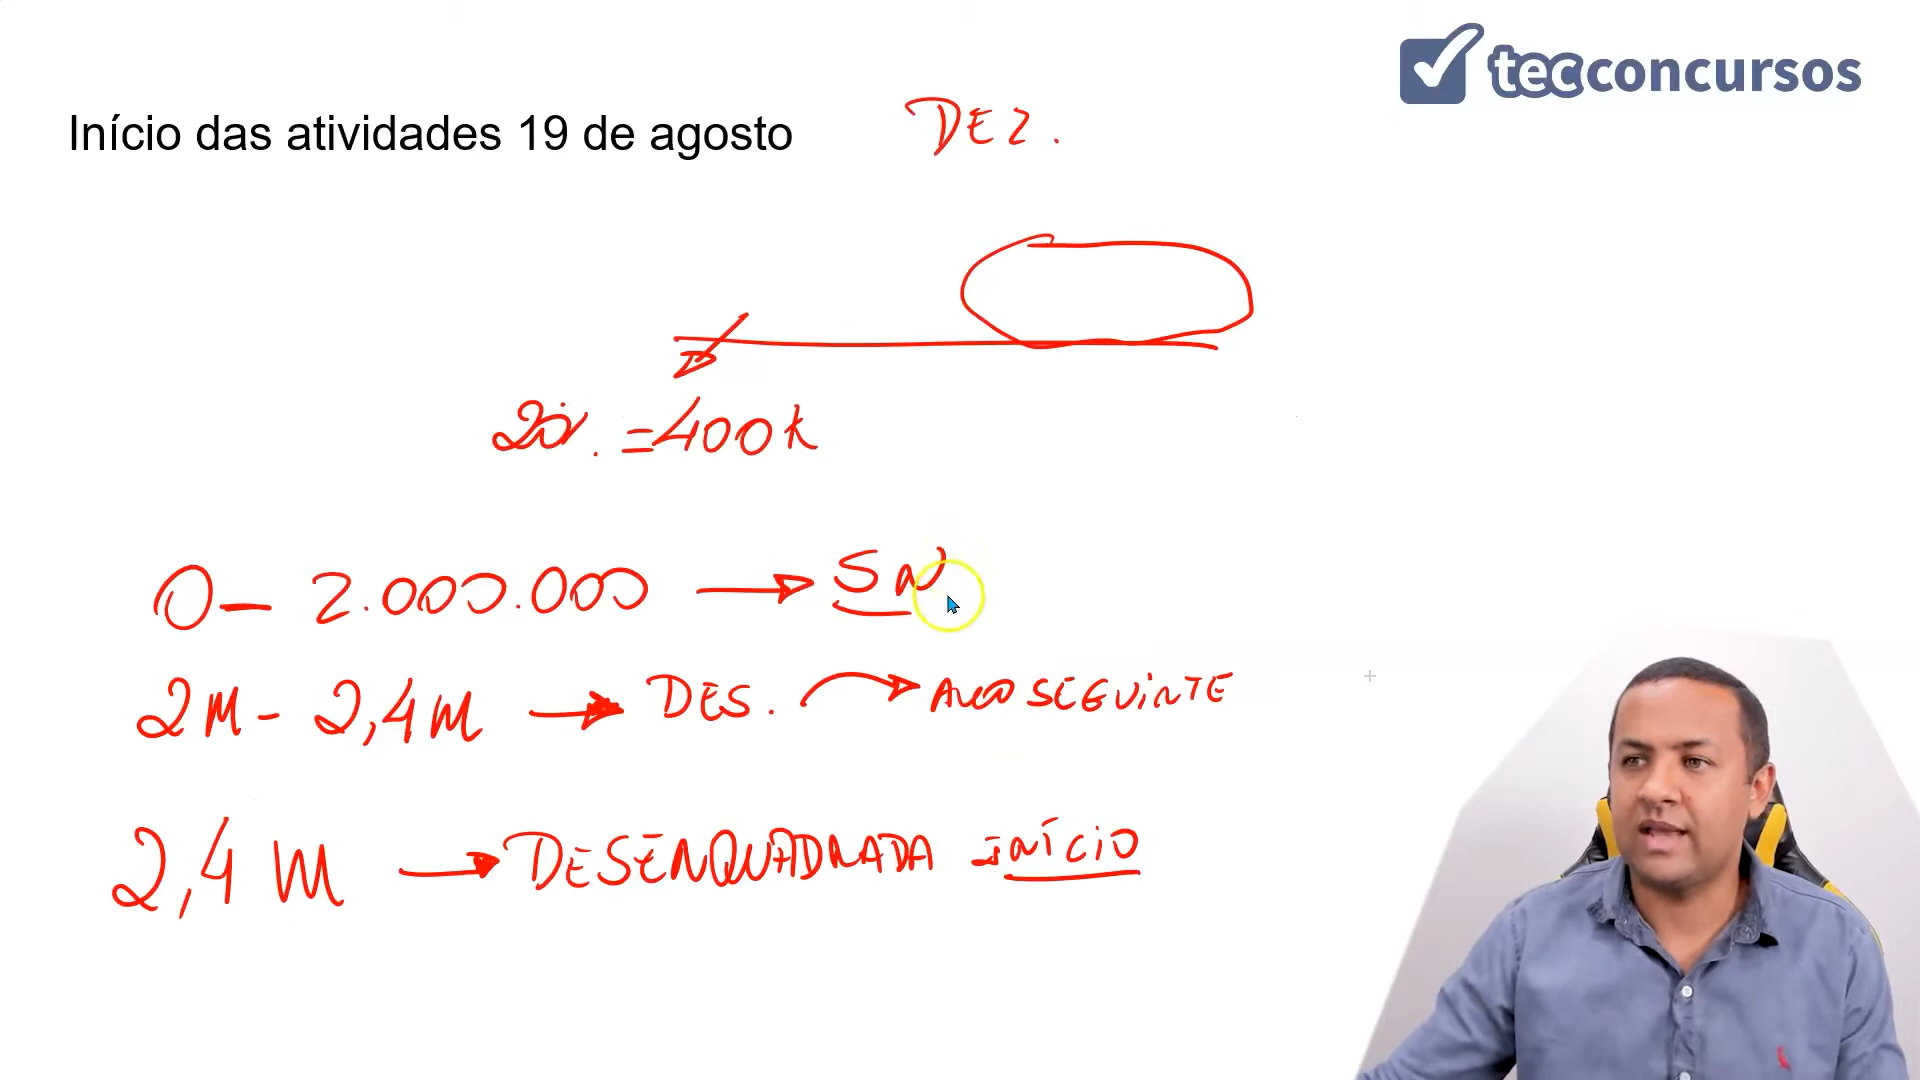 tecconcursos
Início das atividades 19 de agosto
DEZ.
20%. = 400k
0 - 2.000.000 → SN
2M - 2,4M → DES. → ANO SEGUINTE
2,4 M → DESENQUADRADA INÍCIO